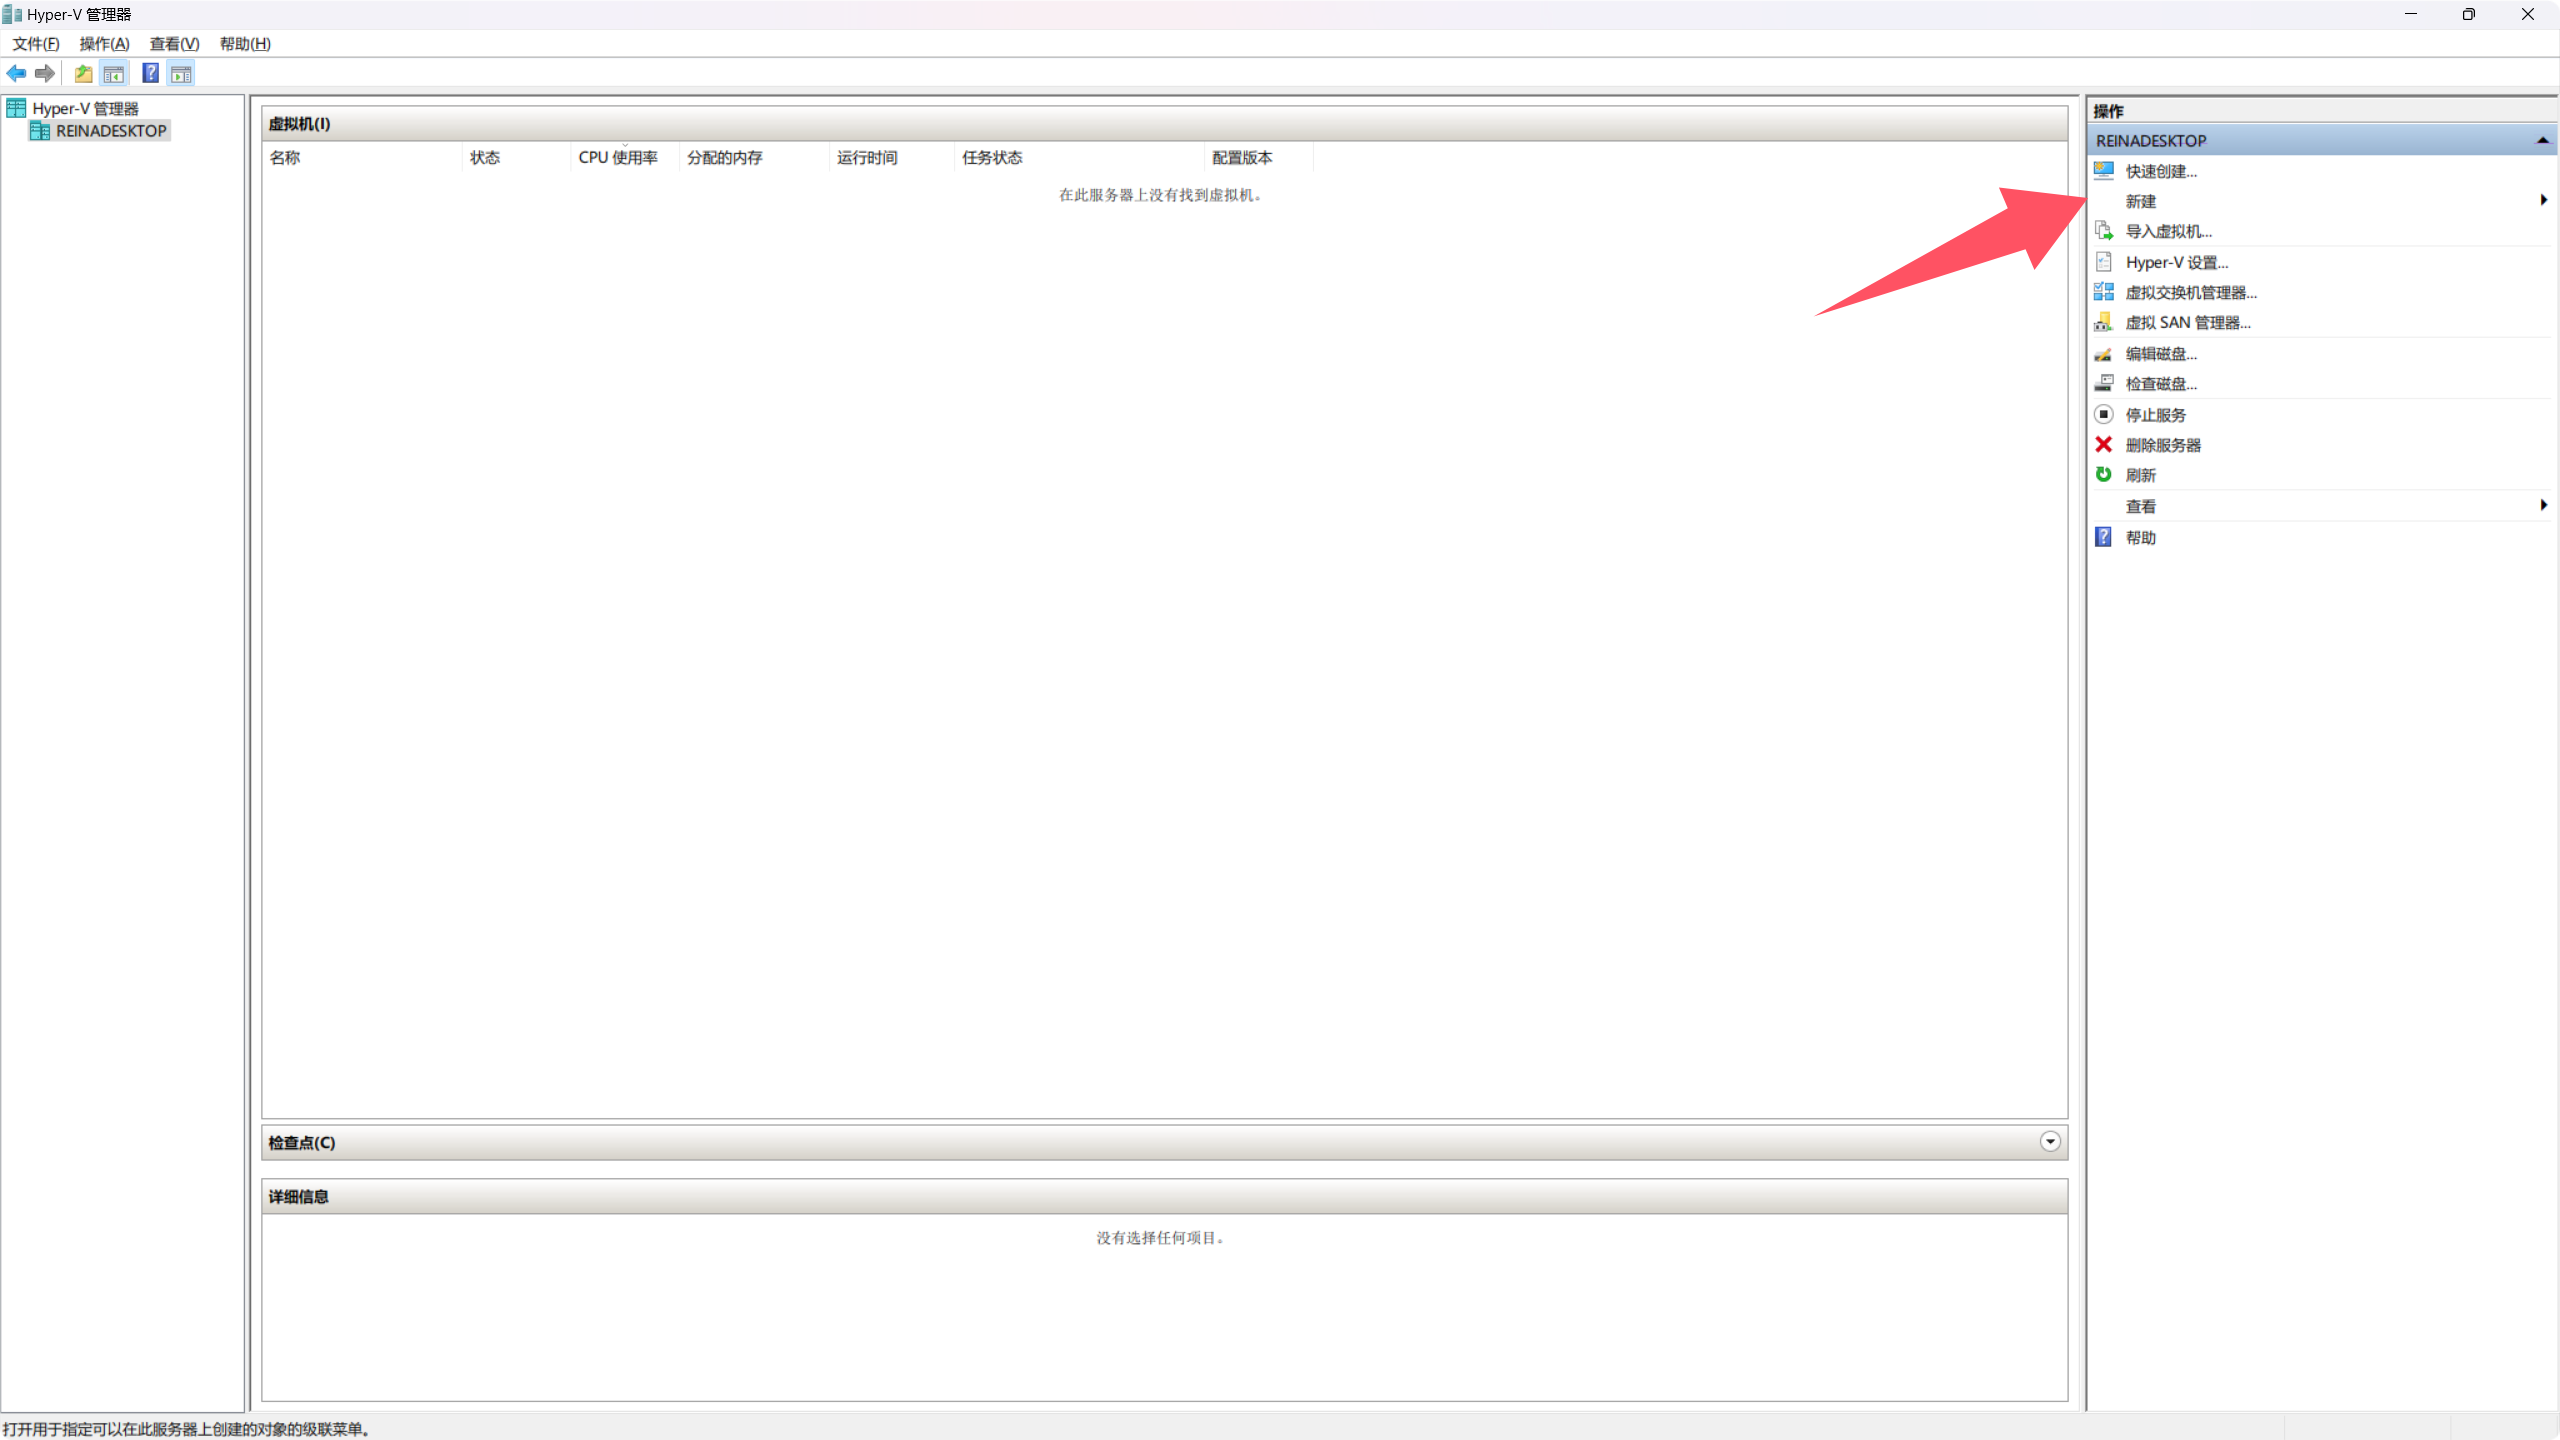 Hyper-V 管理器
文件(F) 操作(A) 查看(V) 帮助(H)
Hyper-V 管理器
REINADESKTOP
虚拟机(I)
名称 状态 CPU 使用率 分配的内存 运行时间 任务状态 配置版本
在此服务器上没有找到虚拟机。
检查点(C)
详细信息
没有选择任何项目。
操作
REINADESKTOP
快速创建...
新建
导入虚拟机...
Hyper-V 设置...
虚拟交换机管理器...
虚拟 SAN 管理器...
编辑磁盘...
检查磁盘...
停止服务
删除服务器
刷新
查看
帮助
打开用于指定可以在此服务器上创建的对象的级联菜单。